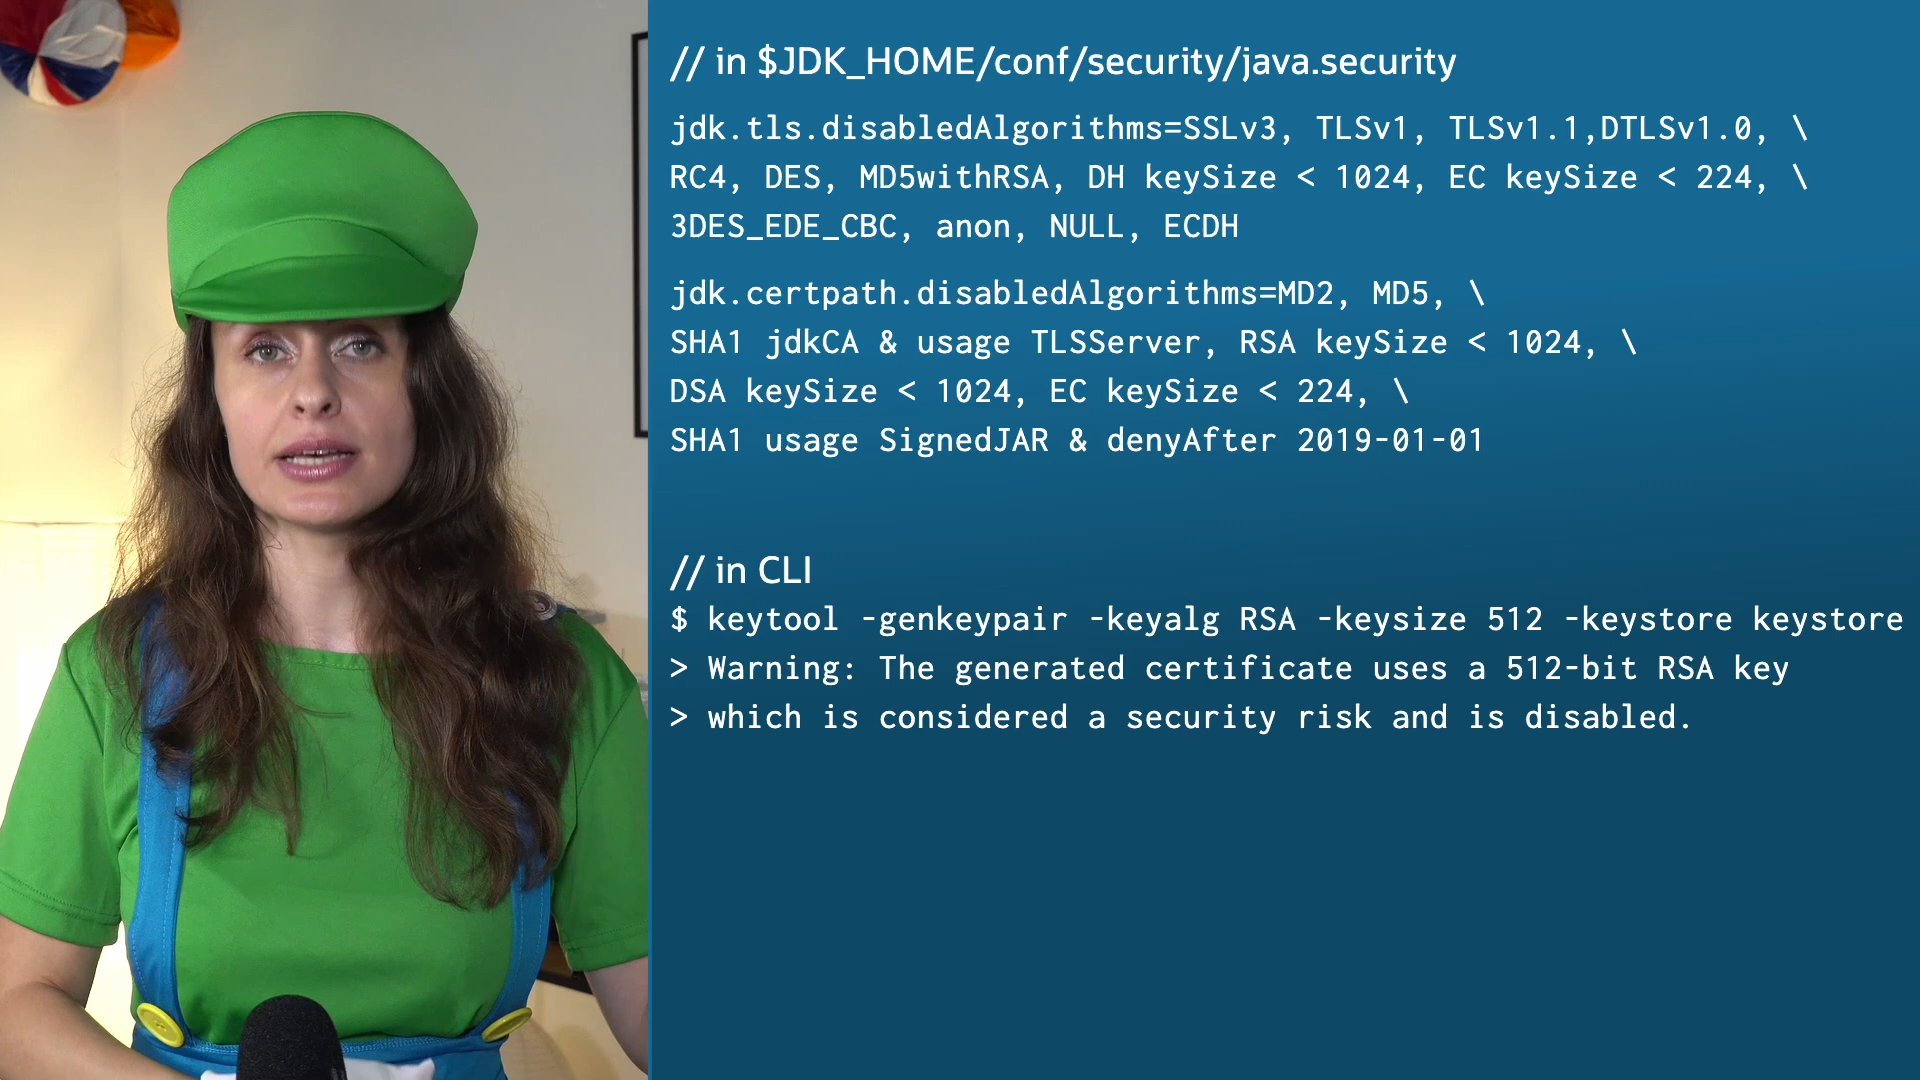 // in $JDK_HOME/conf/security/java.security
jdk.tls.disabledAlgorithms=SSLv3, TLSv1, TLSv1.1,DTLSv1.0, \
RC4, DES, MD5withRSA, DH keySize < 1024, EC keySize < 224, \
3DES_EDE_CBC, anon, NULL, ECDH
jdk.certpath.disabledAlgorithms=MD2, MD5, \
SHA1 jdkCA & usage TLSServer, RSA keySize < 1024, \
DSA keySize < 1024, EC keySize < 224, \
SHA1 usage SignedJAR & denyAfter 2019-01-01
// in CLI
$ keytool -genkeypair -keyalg RSA -keysize 512 -keystore keystore
> Warning: The generated certificate uses a 512-bit RSA key
> which is considered a security risk and is disabled.